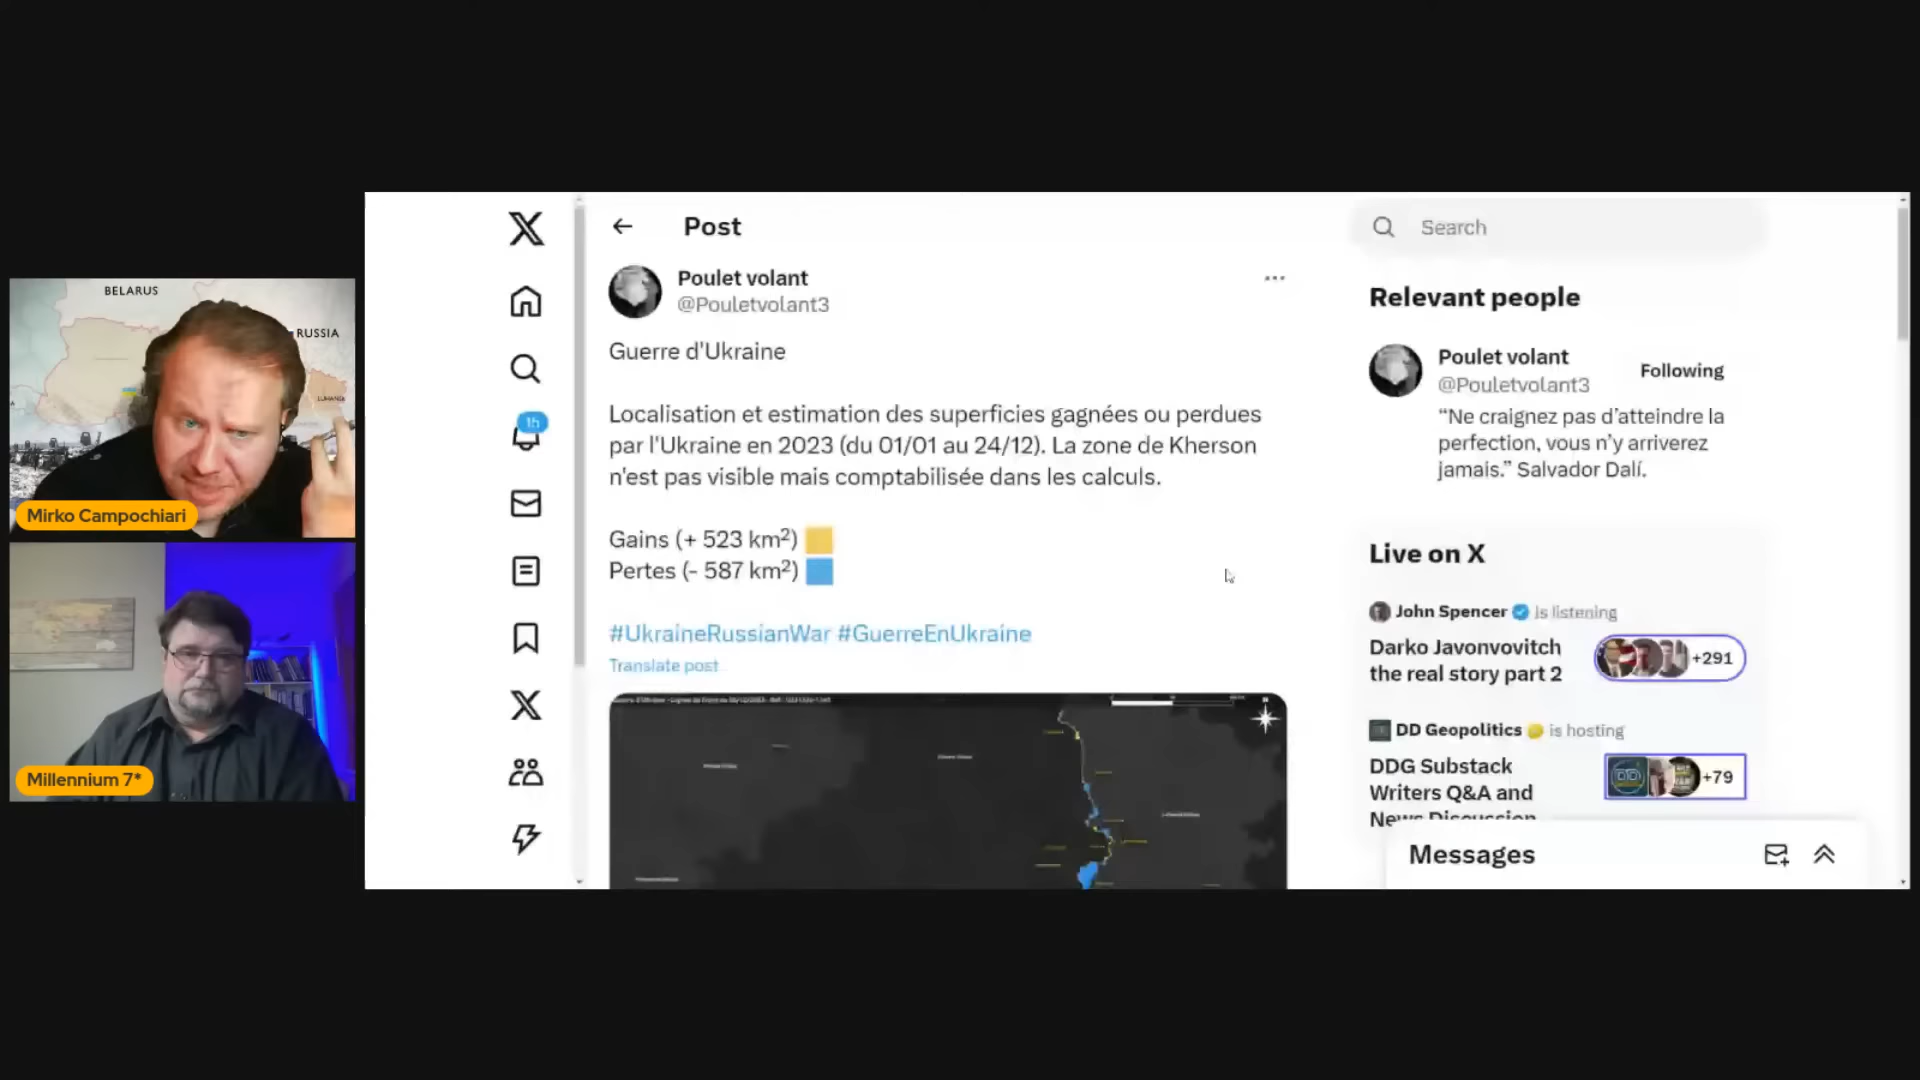 BELARUS
RUSSIA
LUHANSK
Mirko Campochiari
Millennium 7*
Post
Poulet volant
@Pouletvolant3
Guerre d'Ukraine
Localisation et estimation des superficies gagnées ou perdues
par l'Ukraine en 2023 (du 01/01 au 24/12). La zone de Kherson
n'est pas visible mais comptabilisée dans les calculs.
Gains (+ 523 km²)
Pertes (- 587 km²)
#UkraineRussianWar #GuerreEnUkraine
Translate post
Search
Relevant people
Poulet volant
@Pouletvolant3
Following
“Ne craignez pas d’atteindre la
perfection, vous n’y arriverez
jamais.” Salvador Dalí.
Live on X
John Spencer is listening
Darko Javonvovitch
the real story part 2
+291
DD Geopolitics is hosting
DDG Substack
Writers Q&A and
News Discussion
+79
Messages